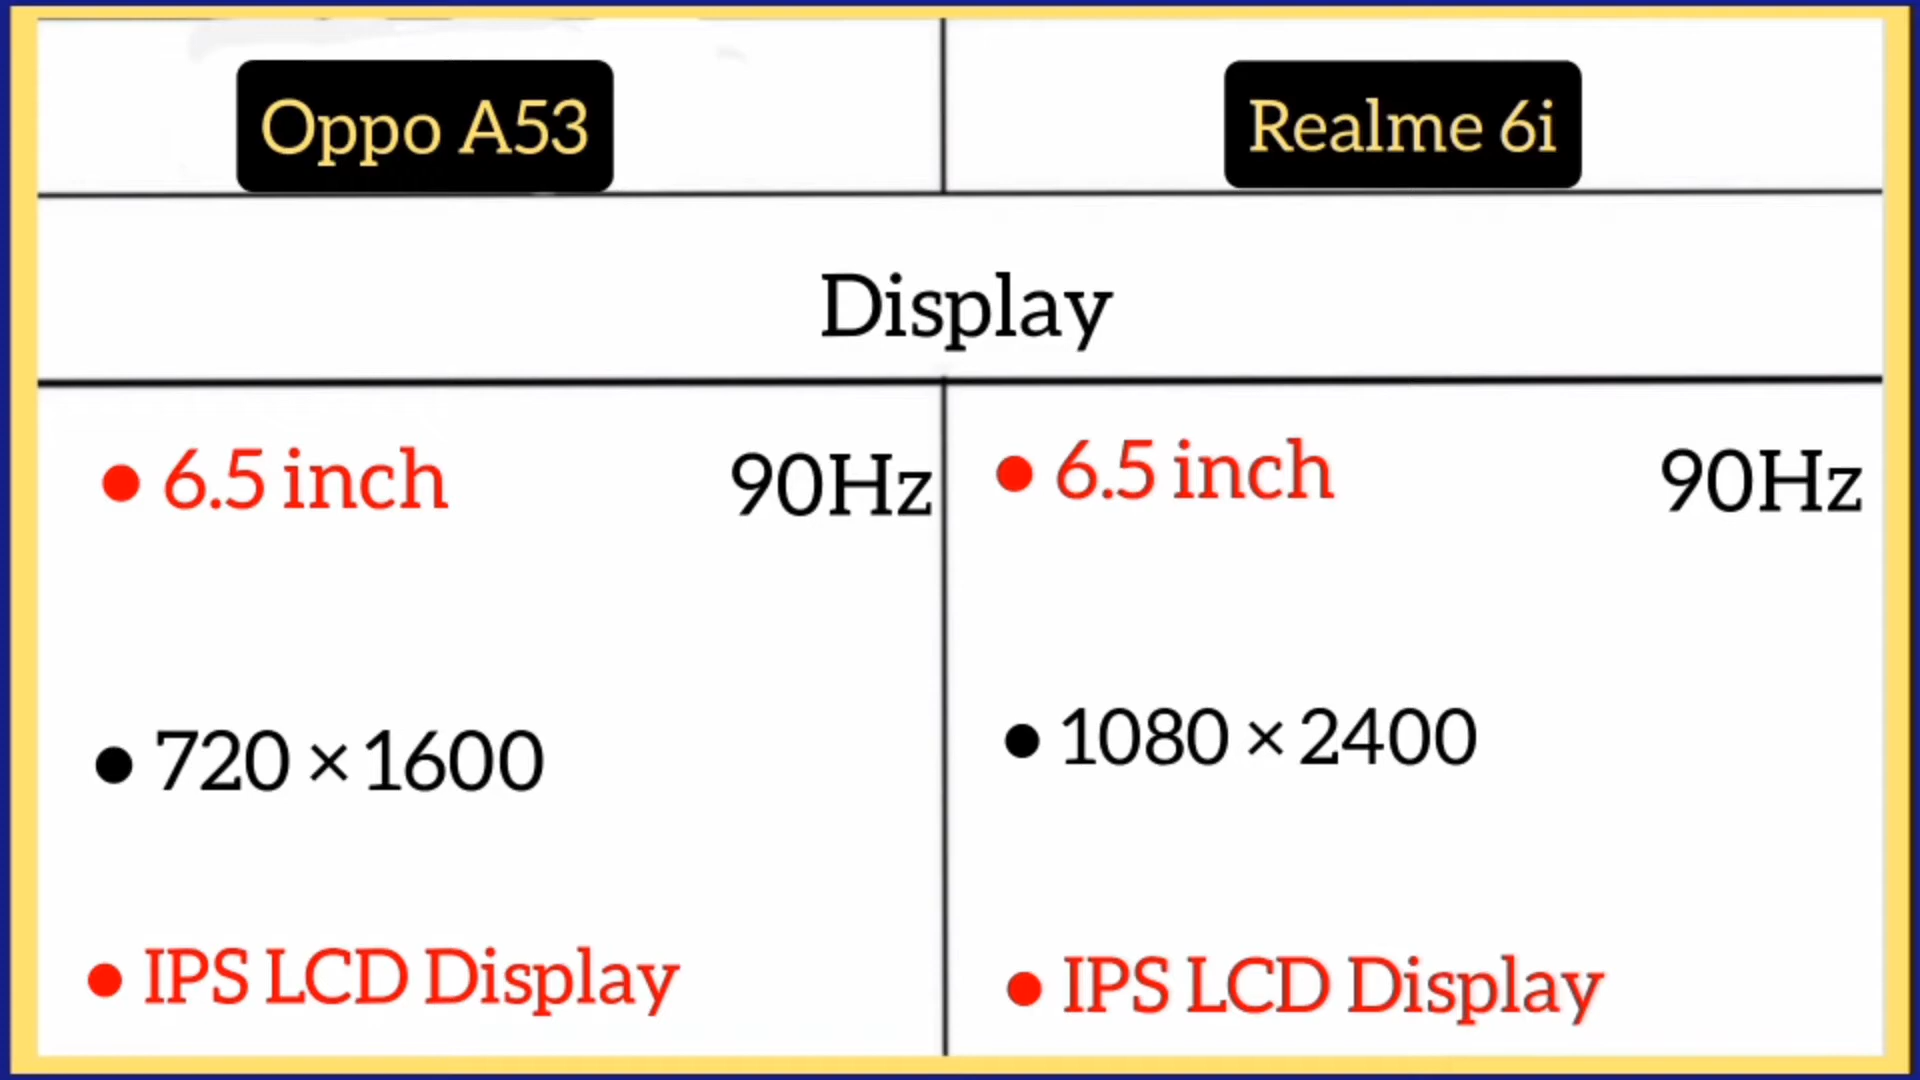 Oppo A53
Realme 6i
Display
• 6.5 inch 90Hz
• 720 × 1600
• IPS LCD Display
• 6.5 inch 90Hz
• 1080 × 2400
• IPS LCD Display